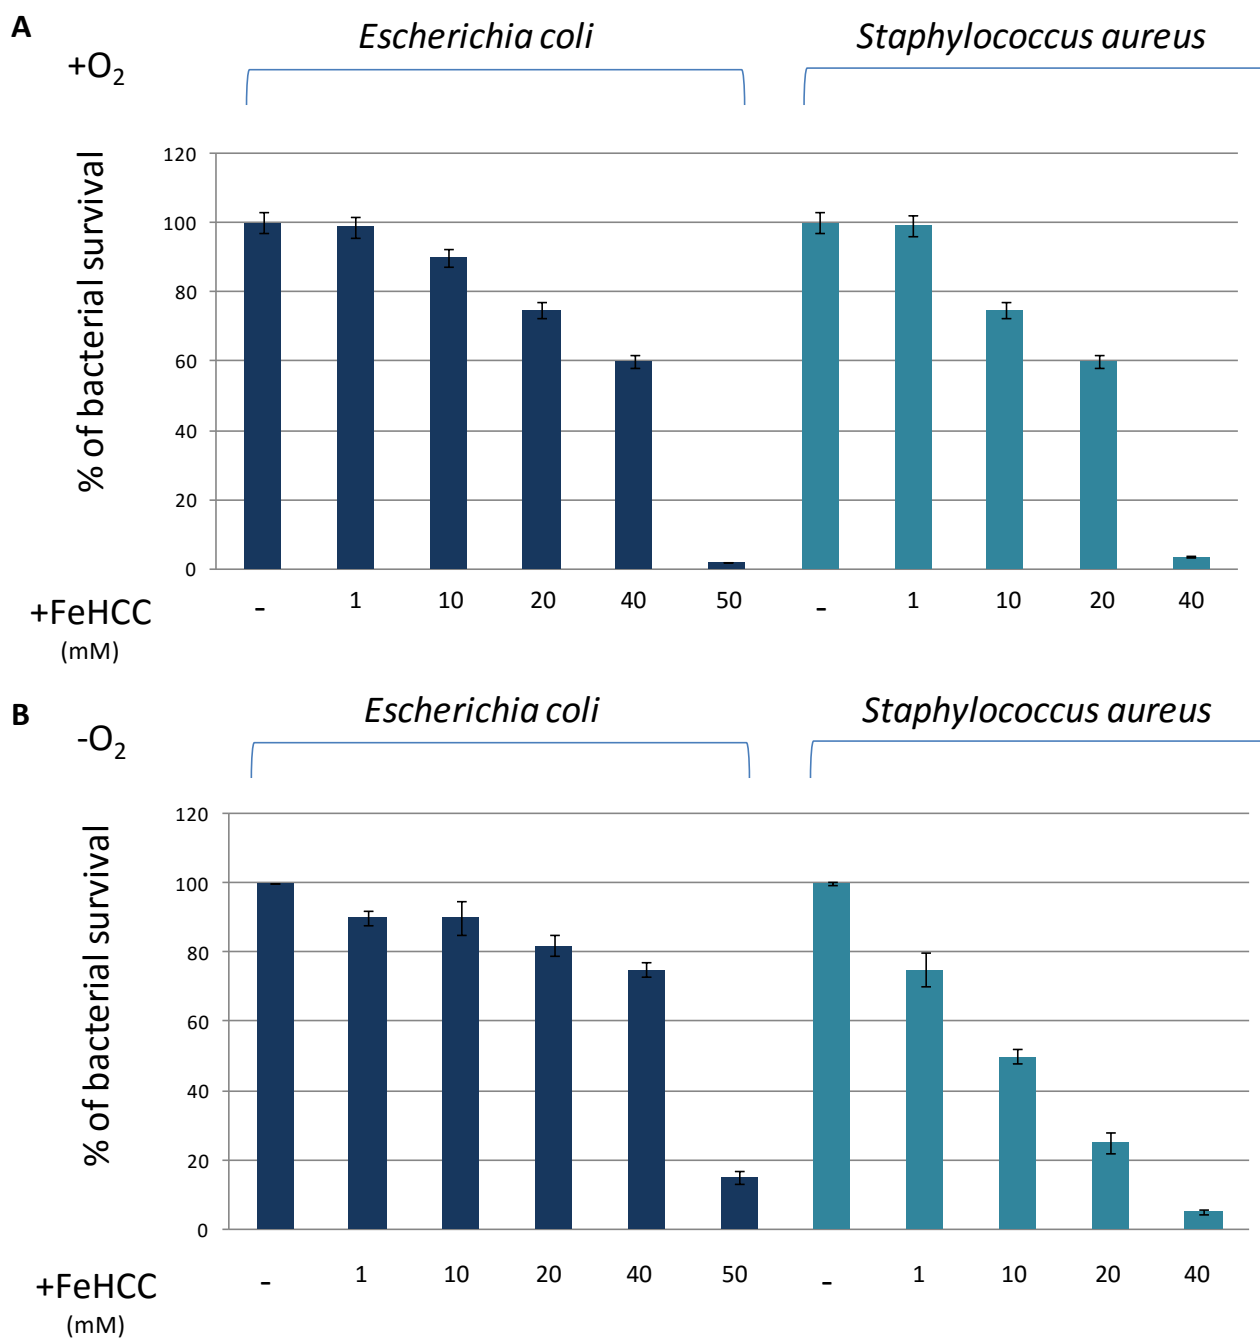 A
Escherichia coli
Staphylococcus aureus
+O2
% of bacterial survival
120
100
80
60
40
20
0
- 1 10 20 40 50 - 1 10 20 40
+FeHCC
(mM)
B
Escherichia coli
Staphylococcus aureus
-O2
% of bacterial survival
120
100
80
60
40
20
0
- 1 10 20 40 50 - 1 10 20 40
+FeHCC
(mM)